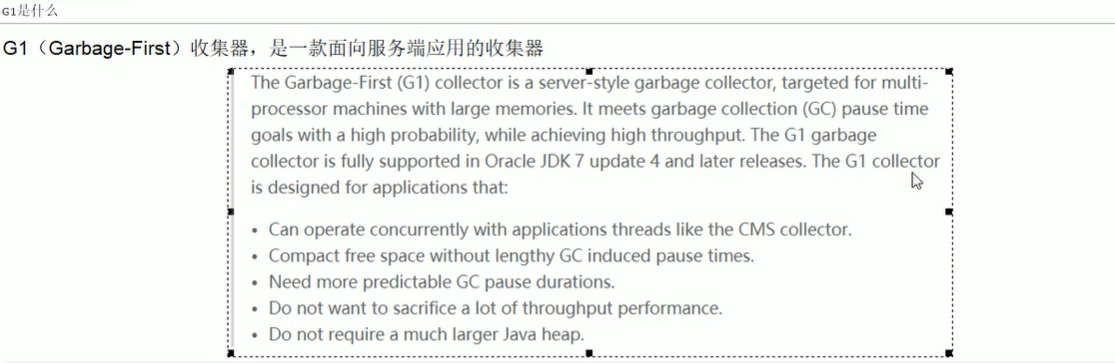 G1是什么
G1（Garbage-First）收集器，是一款面向服务端应用的收集器
The Garbage-First (G1) collector is a server-style garbage collector, targeted for multi-
processor machines with large memories. It meets garbage collection (GC) pause time
goals with a high probability, while achieving high throughput. The G1 garbage
collector is fully supported in Oracle JDK 7 update 4 and later releases. The G1 collector
is designed for applications that:
• Can operate concurrently with applications threads like the CMS collector.
• Compact free space without lengthy GC induced pause times.
• Need more predictable GC pause durations.
• Do not want to sacrifice a lot of throughput performance.
• Do not require a much larger Java heap.